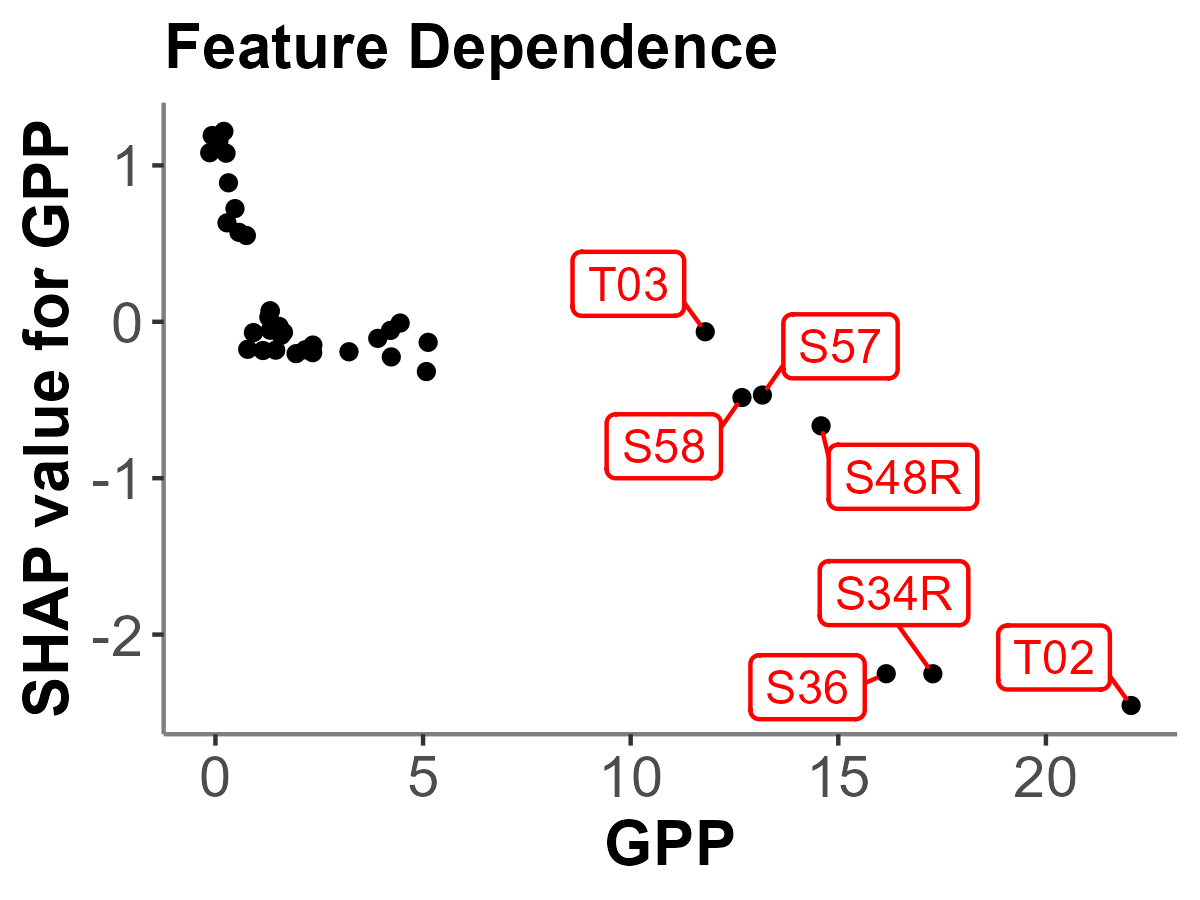 Feature Dependence
SHAP value for GPP
1
0
-1
-2
T03
S57
S58
S48R
S34R
S36
T02
0 5 10 15 20
GPP